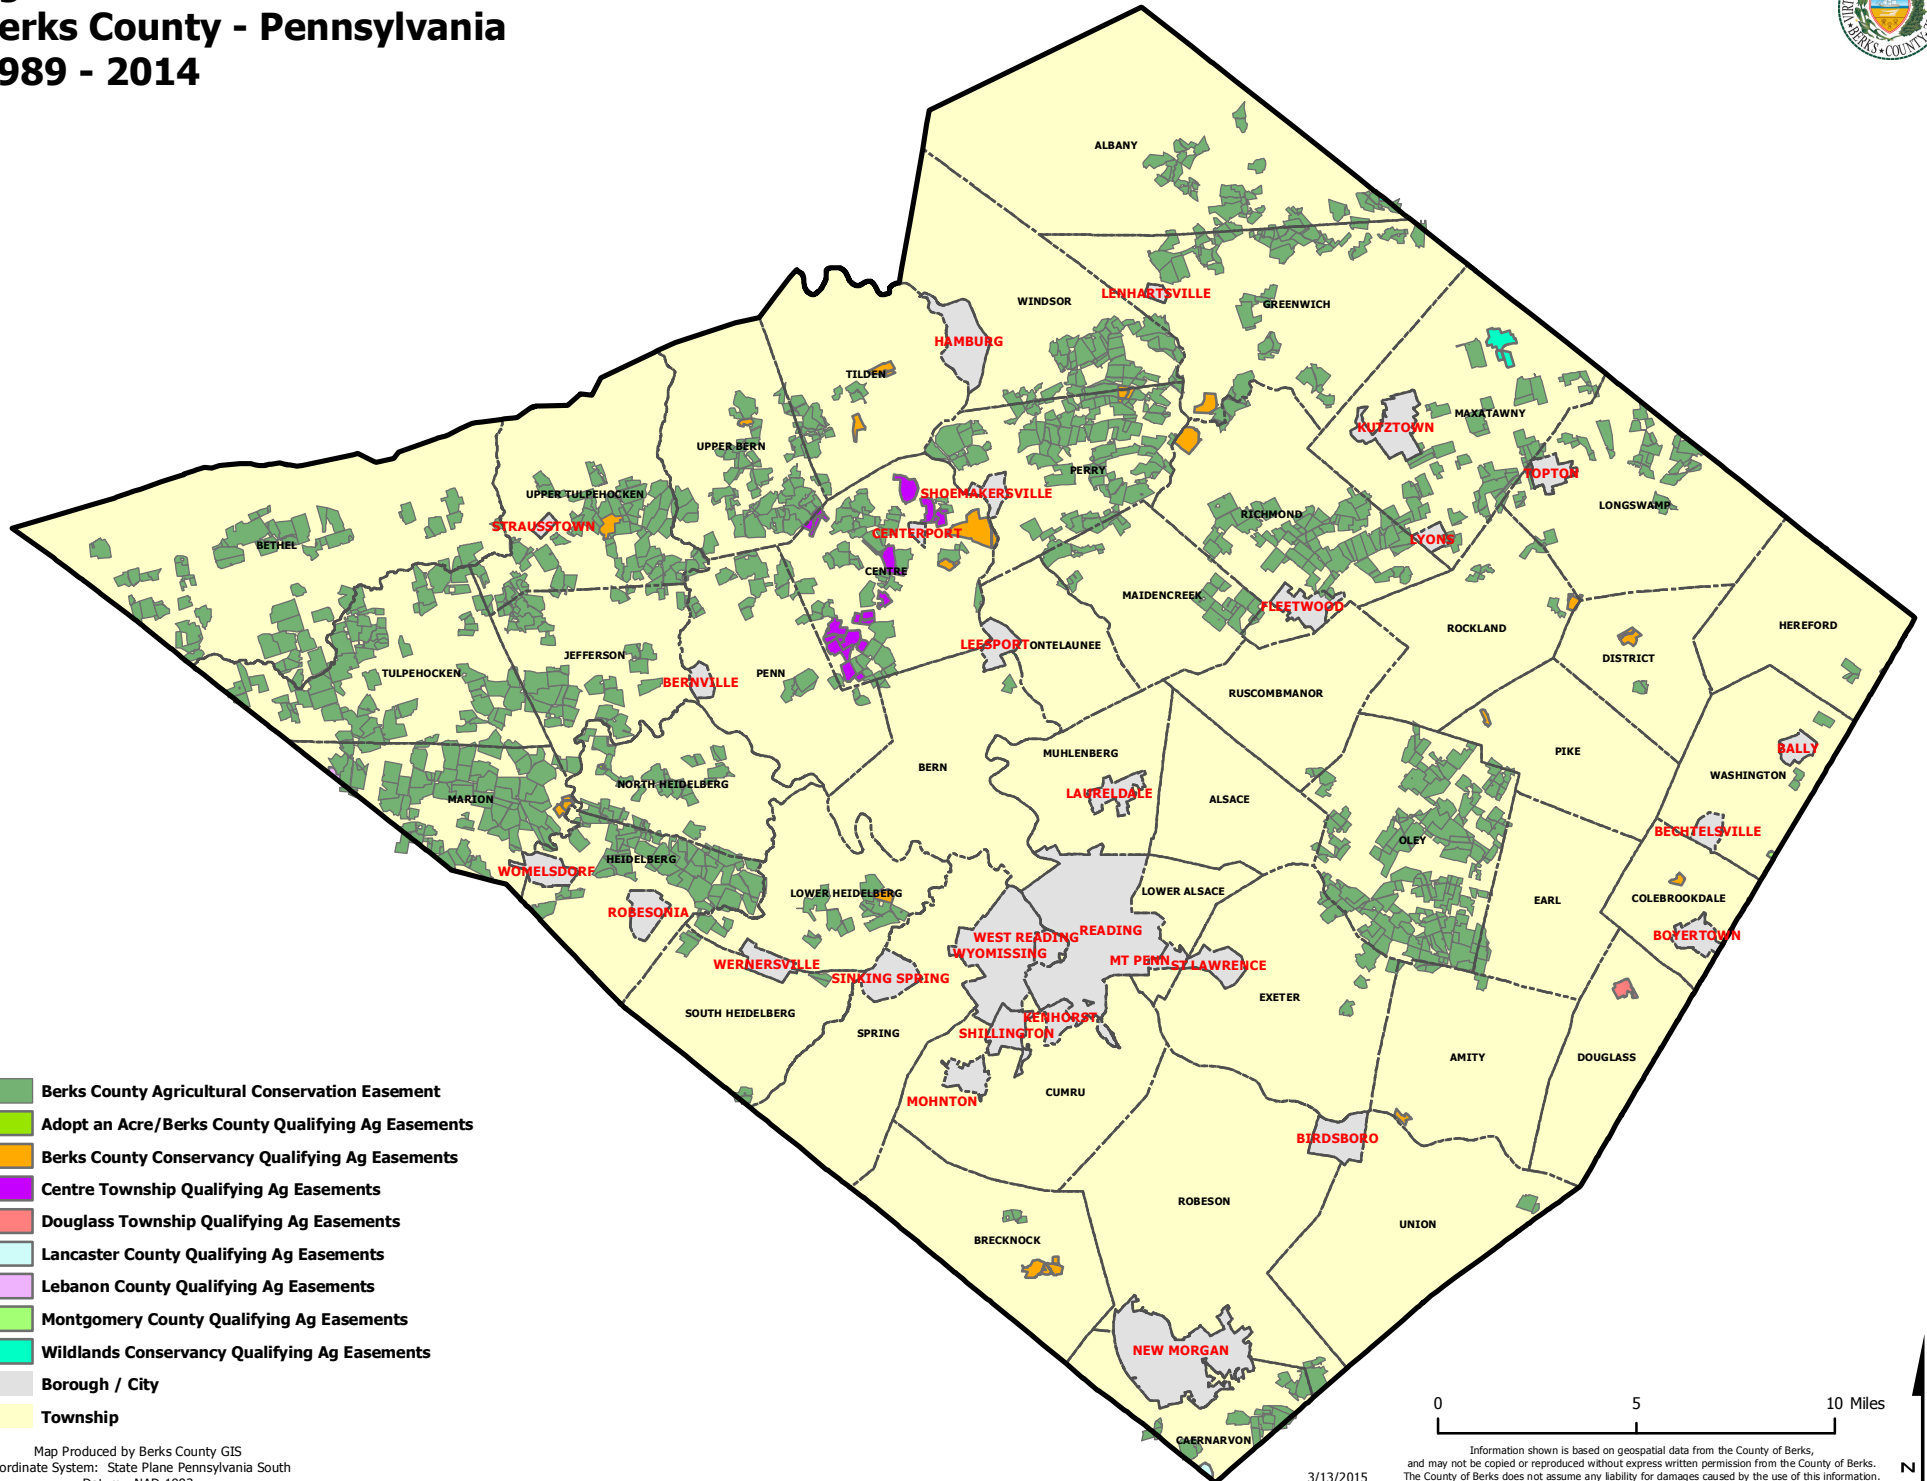 erks County - Pennsylvania
989 - 2014
VIRT
BERKS★COUNTY
ALBANY
WINDSOR
LENHARTSVILLE
GREENWICH
HAMBURG
TILDEN
MAXATAWNY
KUTZTOWN
UPPER BERN
PERRY
TOPTON
UPPER TULPEHOCKEN
SHOEMAKERSVILLE
LONGSWAMP
STRAUSSTOWN
RICHMOND
CENTERPORT
LYONS
BETHEL
CENTRE
MAIDENCREEK
FLEETWOOD
HEREFORD
ROCKLAND
LEESPORT
ONTELAUNEE
JEFFERSON
DISTRICT
TULPEHOCKEN
PENN
BERNVILLE
RUSCOMBMANOR
BALLY
MUHLENBERG
PIKE
BERN
WASHINGTON
NORTH HEIDELBERG
LAURELDALE
MARION
ALSACE
BECHTELSVILLE
OLEY
HEIDELBERG
WOMELSDORF
LOWER HEIDELBERG
LOWER ALSACE
EARL
COLEBROOKDALE
ROBESONIA
READING
WEST READING
BOYERTOWN
WYOMISSING
MT PENN
ST LAWRENCE
WERNERSVILLE
SINKING SPRING
EXETER
SOUTH HEIDELBERG
KENHORST
SPRING
SHILLINGTON
AMITY
DOUGLASS
CUMRU
MOHNTON
BIRDSBORO
ROBESON
UNION
BRECKNOCK
NEW MORGAN
CAERNARVON
Berks County Agricultural Conservation Easement
Adopt an Acre/Berks County Qualifying Ag Easements
Berks County Conservancy Qualifying Ag Easements
Centre Township Qualifying Ag Easements
Douglass Township Qualifying Ag Easements
Lancaster County Qualifying Ag Easements
Lebanon County Qualifying Ag Easements
Montgomery County Qualifying Ag Easements
Wildlands Conservancy Qualifying Ag Easements
Borough / City
Township
Map Produced by Berks County GIS
ordinate System: State Plane Pennsylvania South
0 5 10 Miles
Information shown is based on geospatial data from the County of Berks,
and may not be copied or reproduced without express written permission from the County of Berks.
3/13/2015 The County of Berks does not assume any liability for damages caused by the use of this information.
N